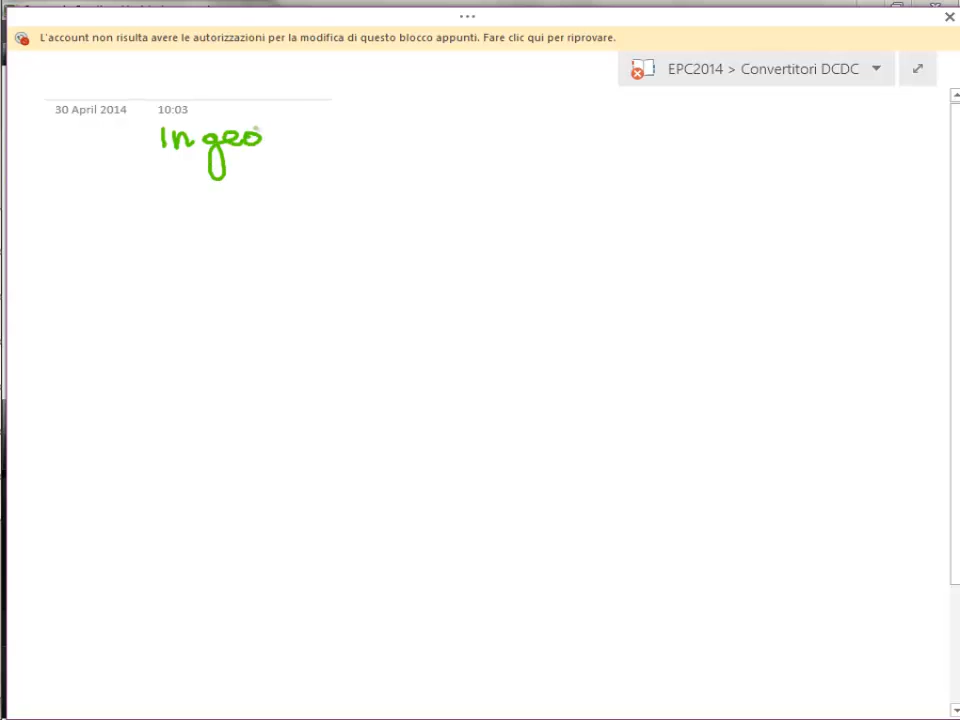 L'account non risulta avere le autorizzazioni per la modifica di questo blocco appunti. Fare clic qui per riprovare.
EPC2014 > Convertitori DCDC
30 April 2014 10:03
In geo